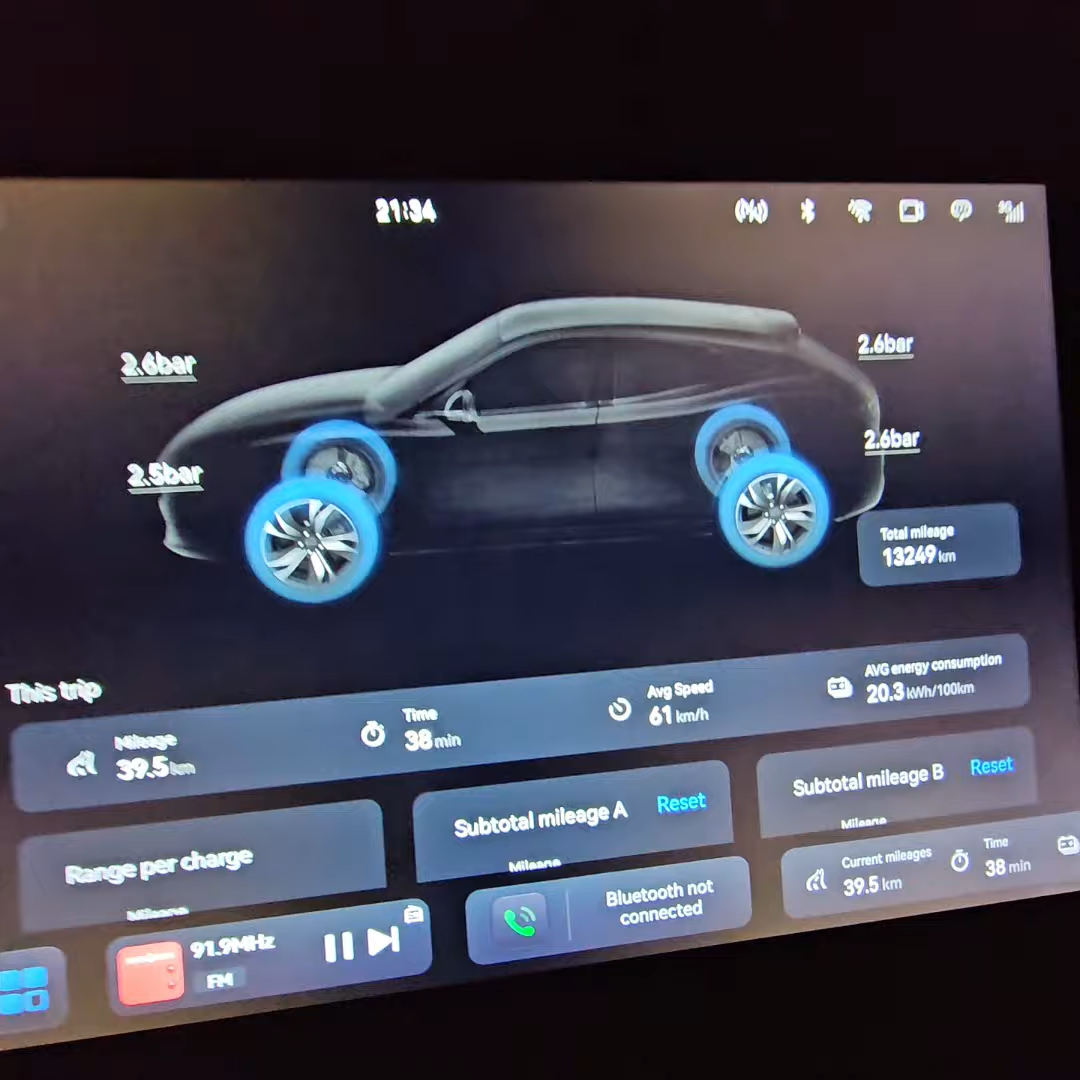 21:34
2.6bar
2.6bar
2.5bar
2.6bar
Total mileage
13249 km
This trip
Mileage
39.5 km
Time
38 min
Avg Speed
61 km/h
AVG energy consumption
20.3 kWh/100km
Range per charge
Mileage
Subtotal mileage A
Reset
Mileage
Subtotal mileage B
Reset
Mileage
91.9MHz
FM
Bluetooth not
connected
Current mileages
39.5 km
Time
38 min